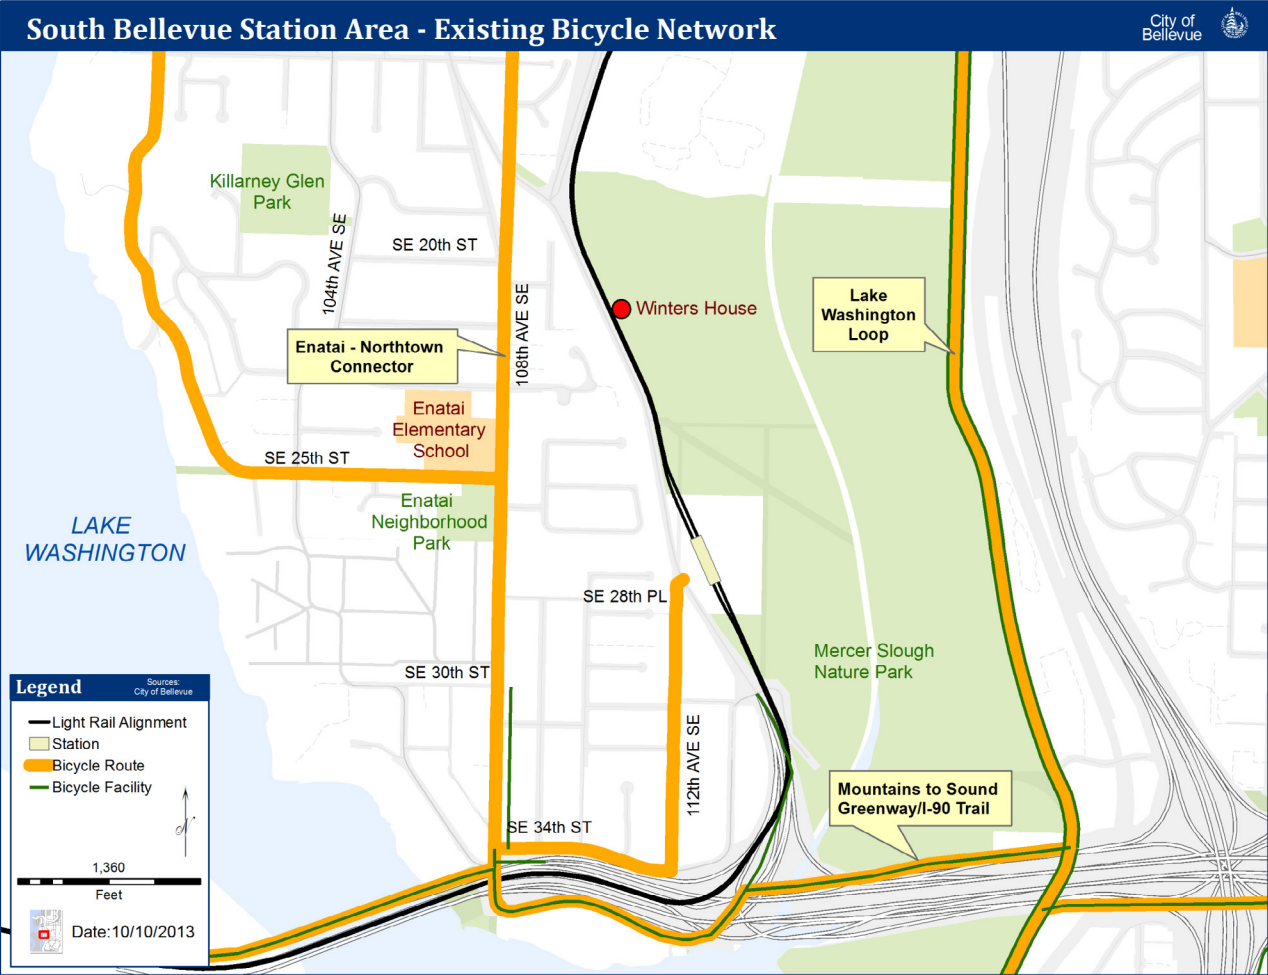 South Bellevue Station Area - Existing Bicycle Network
City of
Bellevue
Killarney Glen
Park
104th AVE SE
SE 20th ST
108th AVE SE
Winters House
Lake
Washington
Loop
Enatai - Northtown
Connector
Enatai
Elementary
School
SE 25th ST
Enatai
Neighborhood
Park
LAKE
WASHINGTON
SE 28th PL
Mercer Slough
Nature Park
SE 30th ST
112th AVE SE
Mountains to Sound
Greenway/I-90 Trail
SE 34th ST
Legend
Sources:
City of Bellevue
Light Rail Alignment
Station
Bicycle Route
Bicycle Facility
N
1,360
Feet
Date:10/10/2013